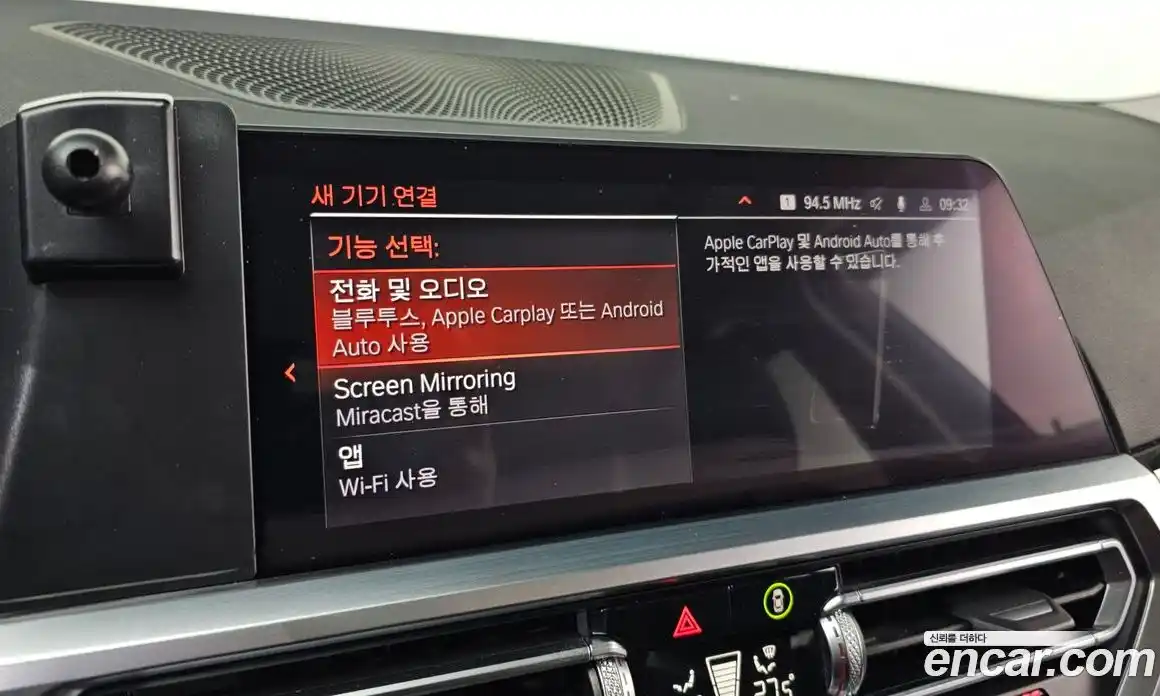 새 기기 연결
1 94.5 MHz 09:32
기능 선택:
전화 및 오디오
블루투스, Apple Carplay 또는 Android
Auto 사용
Screen Mirroring
Miracast을 통해
앱
Wi-Fi 사용
Apple CarPlay 및 Android Auto를 통해 추
가적인 앱을 사용할 수 있습니다.
27.5°
신뢰를 더하다
encar.com